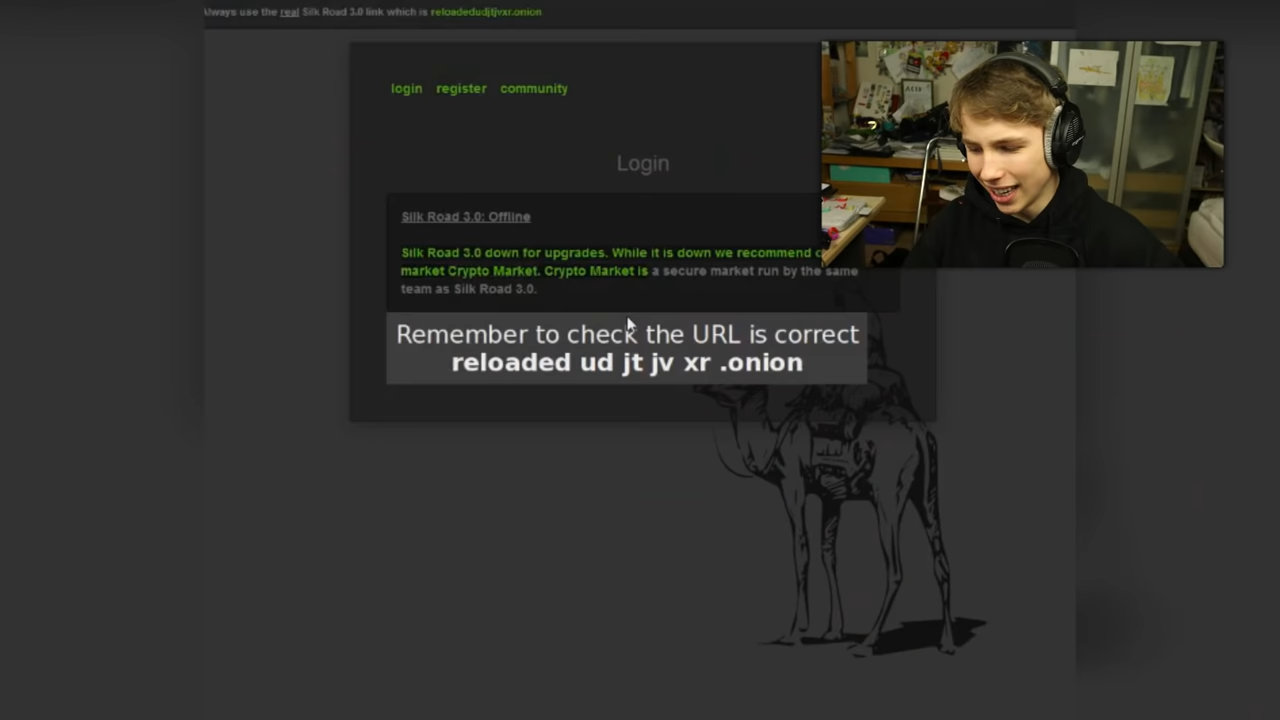 Always use the real Silk Road 3.0 link which is reloadedudjtjvxr.onion
login register community
Login
Silk Road 3.0: Offline
Silk Road 3.0 down for upgrades. While it is down we recommend
market Crypto Market. Crypto Market is a secure market run by the same
team as Silk Road 3.0.
Remember to check the URL is correct
reloaded ud jt jv xr .onion